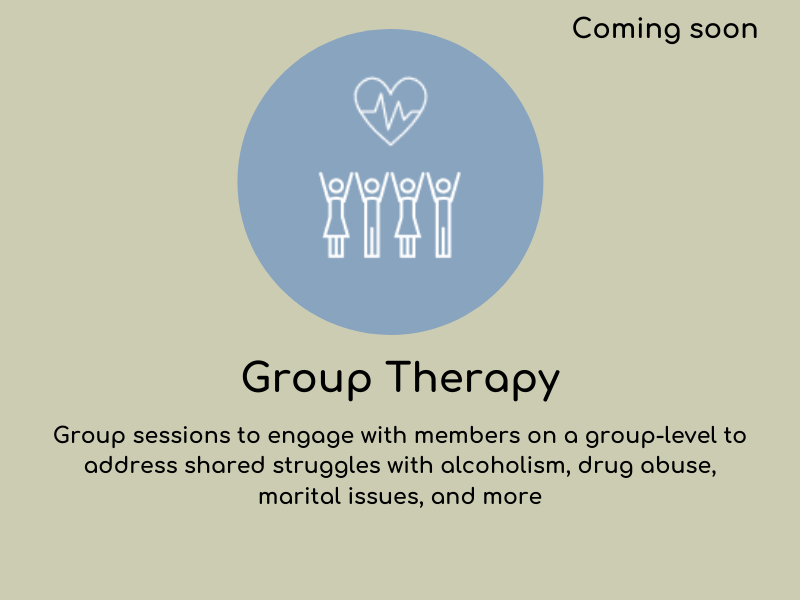 Coming soon
Group Therapy
Group sessions to engage with members on a group-level to
address shared struggles with alcoholism, drug abuse,
marital issues, and more